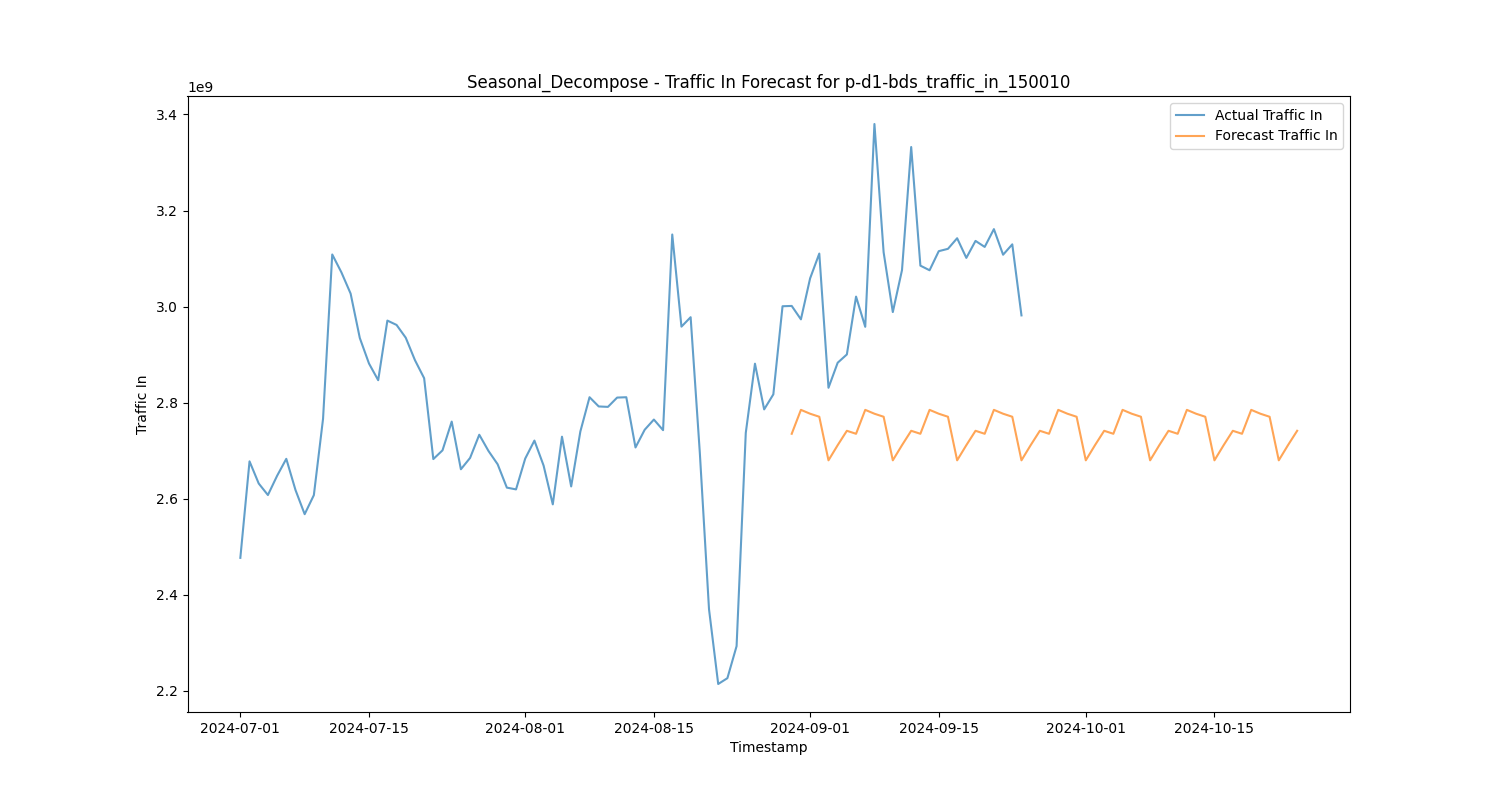 Seasonal_Decompose - Traffic In Forecast for p-d1-bds_traffic_in_150010
1e9
Actual Traffic In
Forecast Traffic In
3.4
3.2
3.0
2.8
2.6
2.4
2.2
Traffic In
2024-07-01 2024-07-15 2024-08-01 2024-08-15 2024-09-01 2024-09-15 2024-10-01 2024-10-15
Timestamp